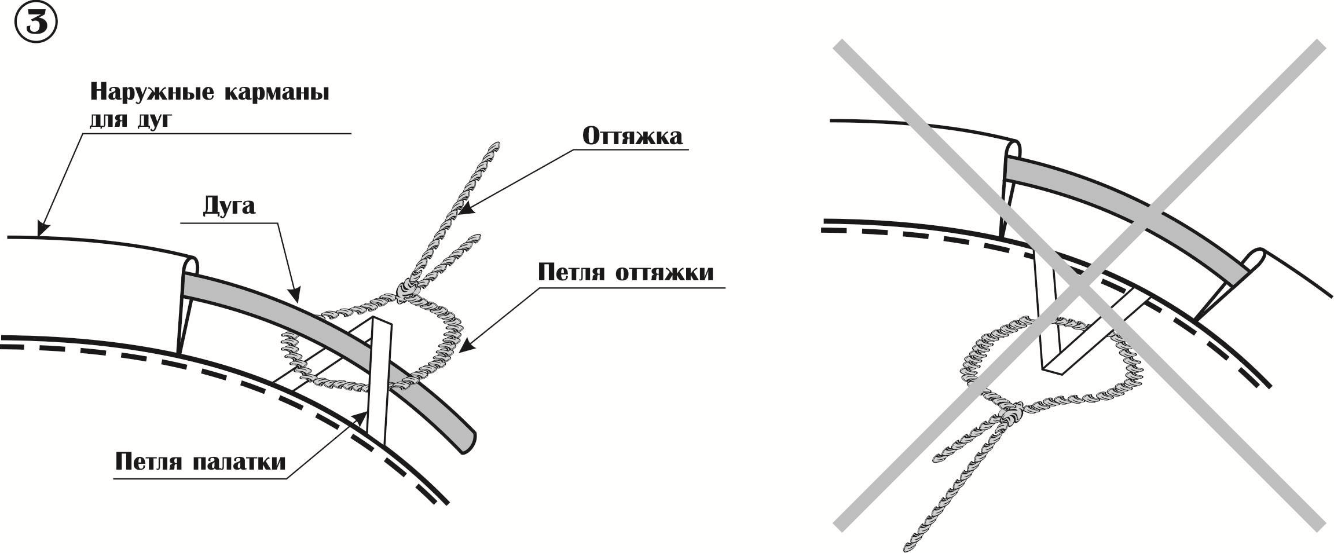 3
Наружные карманы
для дуг
Оттяжка
Дуга
Петля оттяжки
Петля палатки